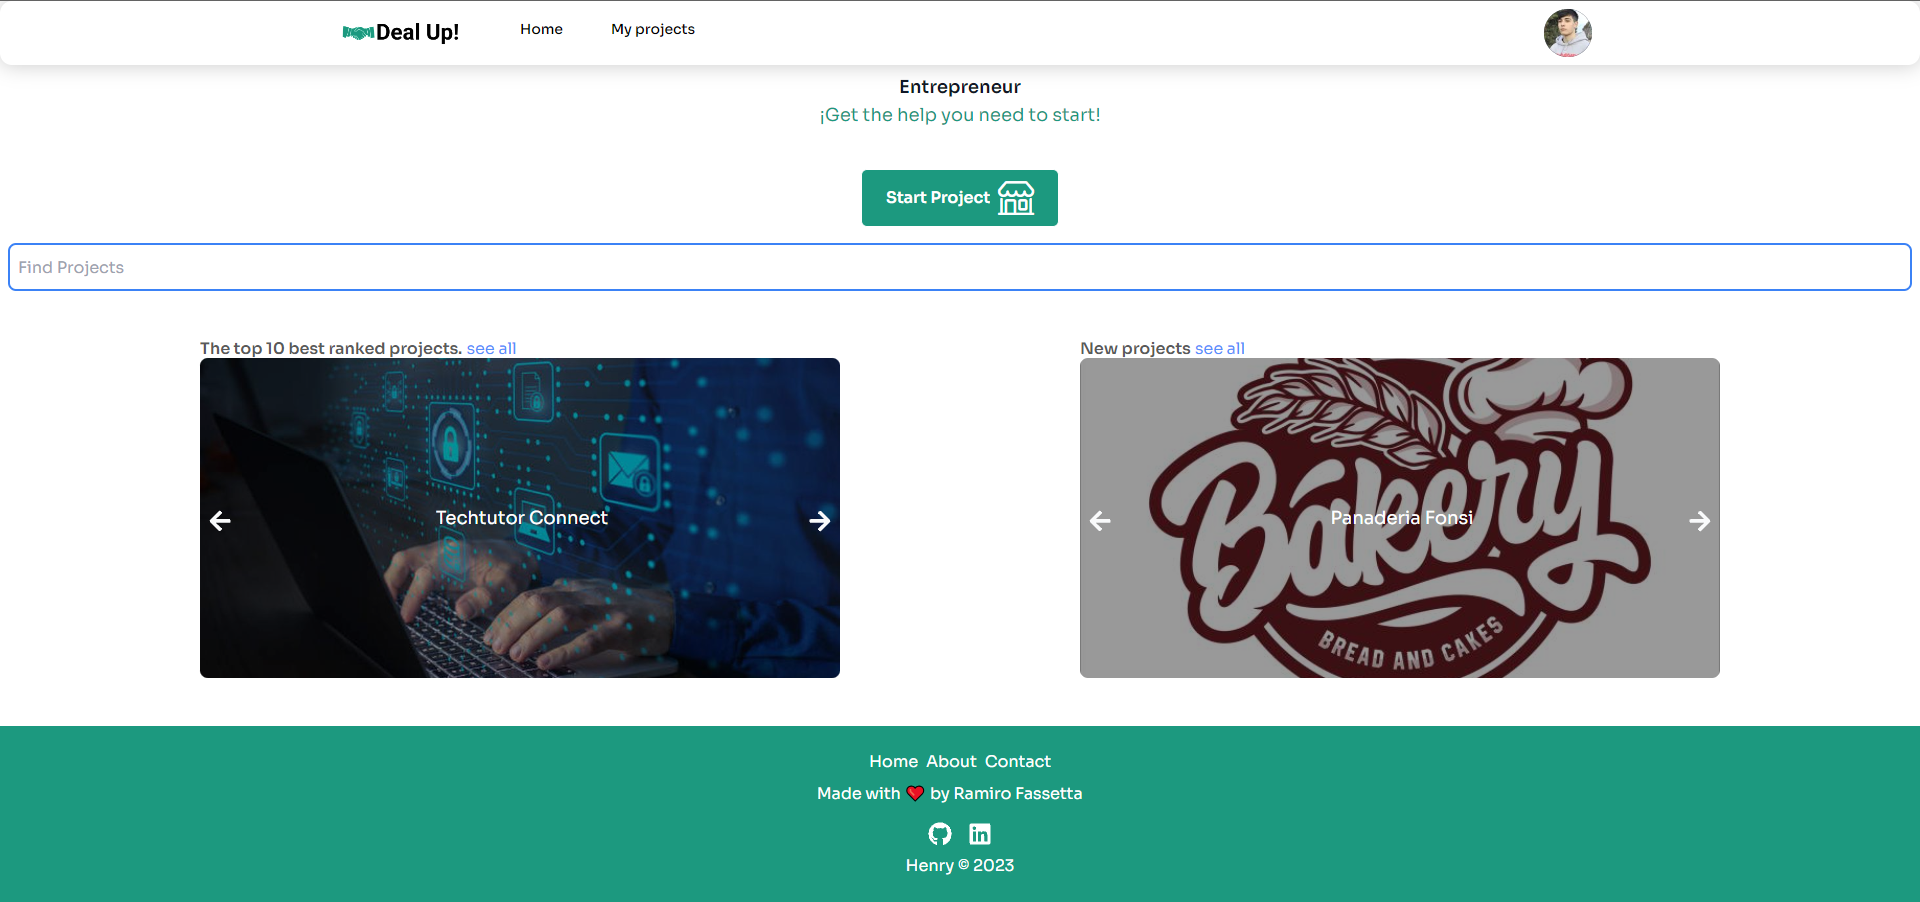 Deal Up!
Home
My projects
Entrepreneur
¡Get the help you need to start!
Start Project
Find Projects
The top 10 best ranked projects. see all
Techtutor Connect
New projects see all
Panaderia Fonsi
Bákery
BREAD AND CAKES
Home About Contact
Made with ❤ by Ramiro Fassetta
in
Henry © 2023